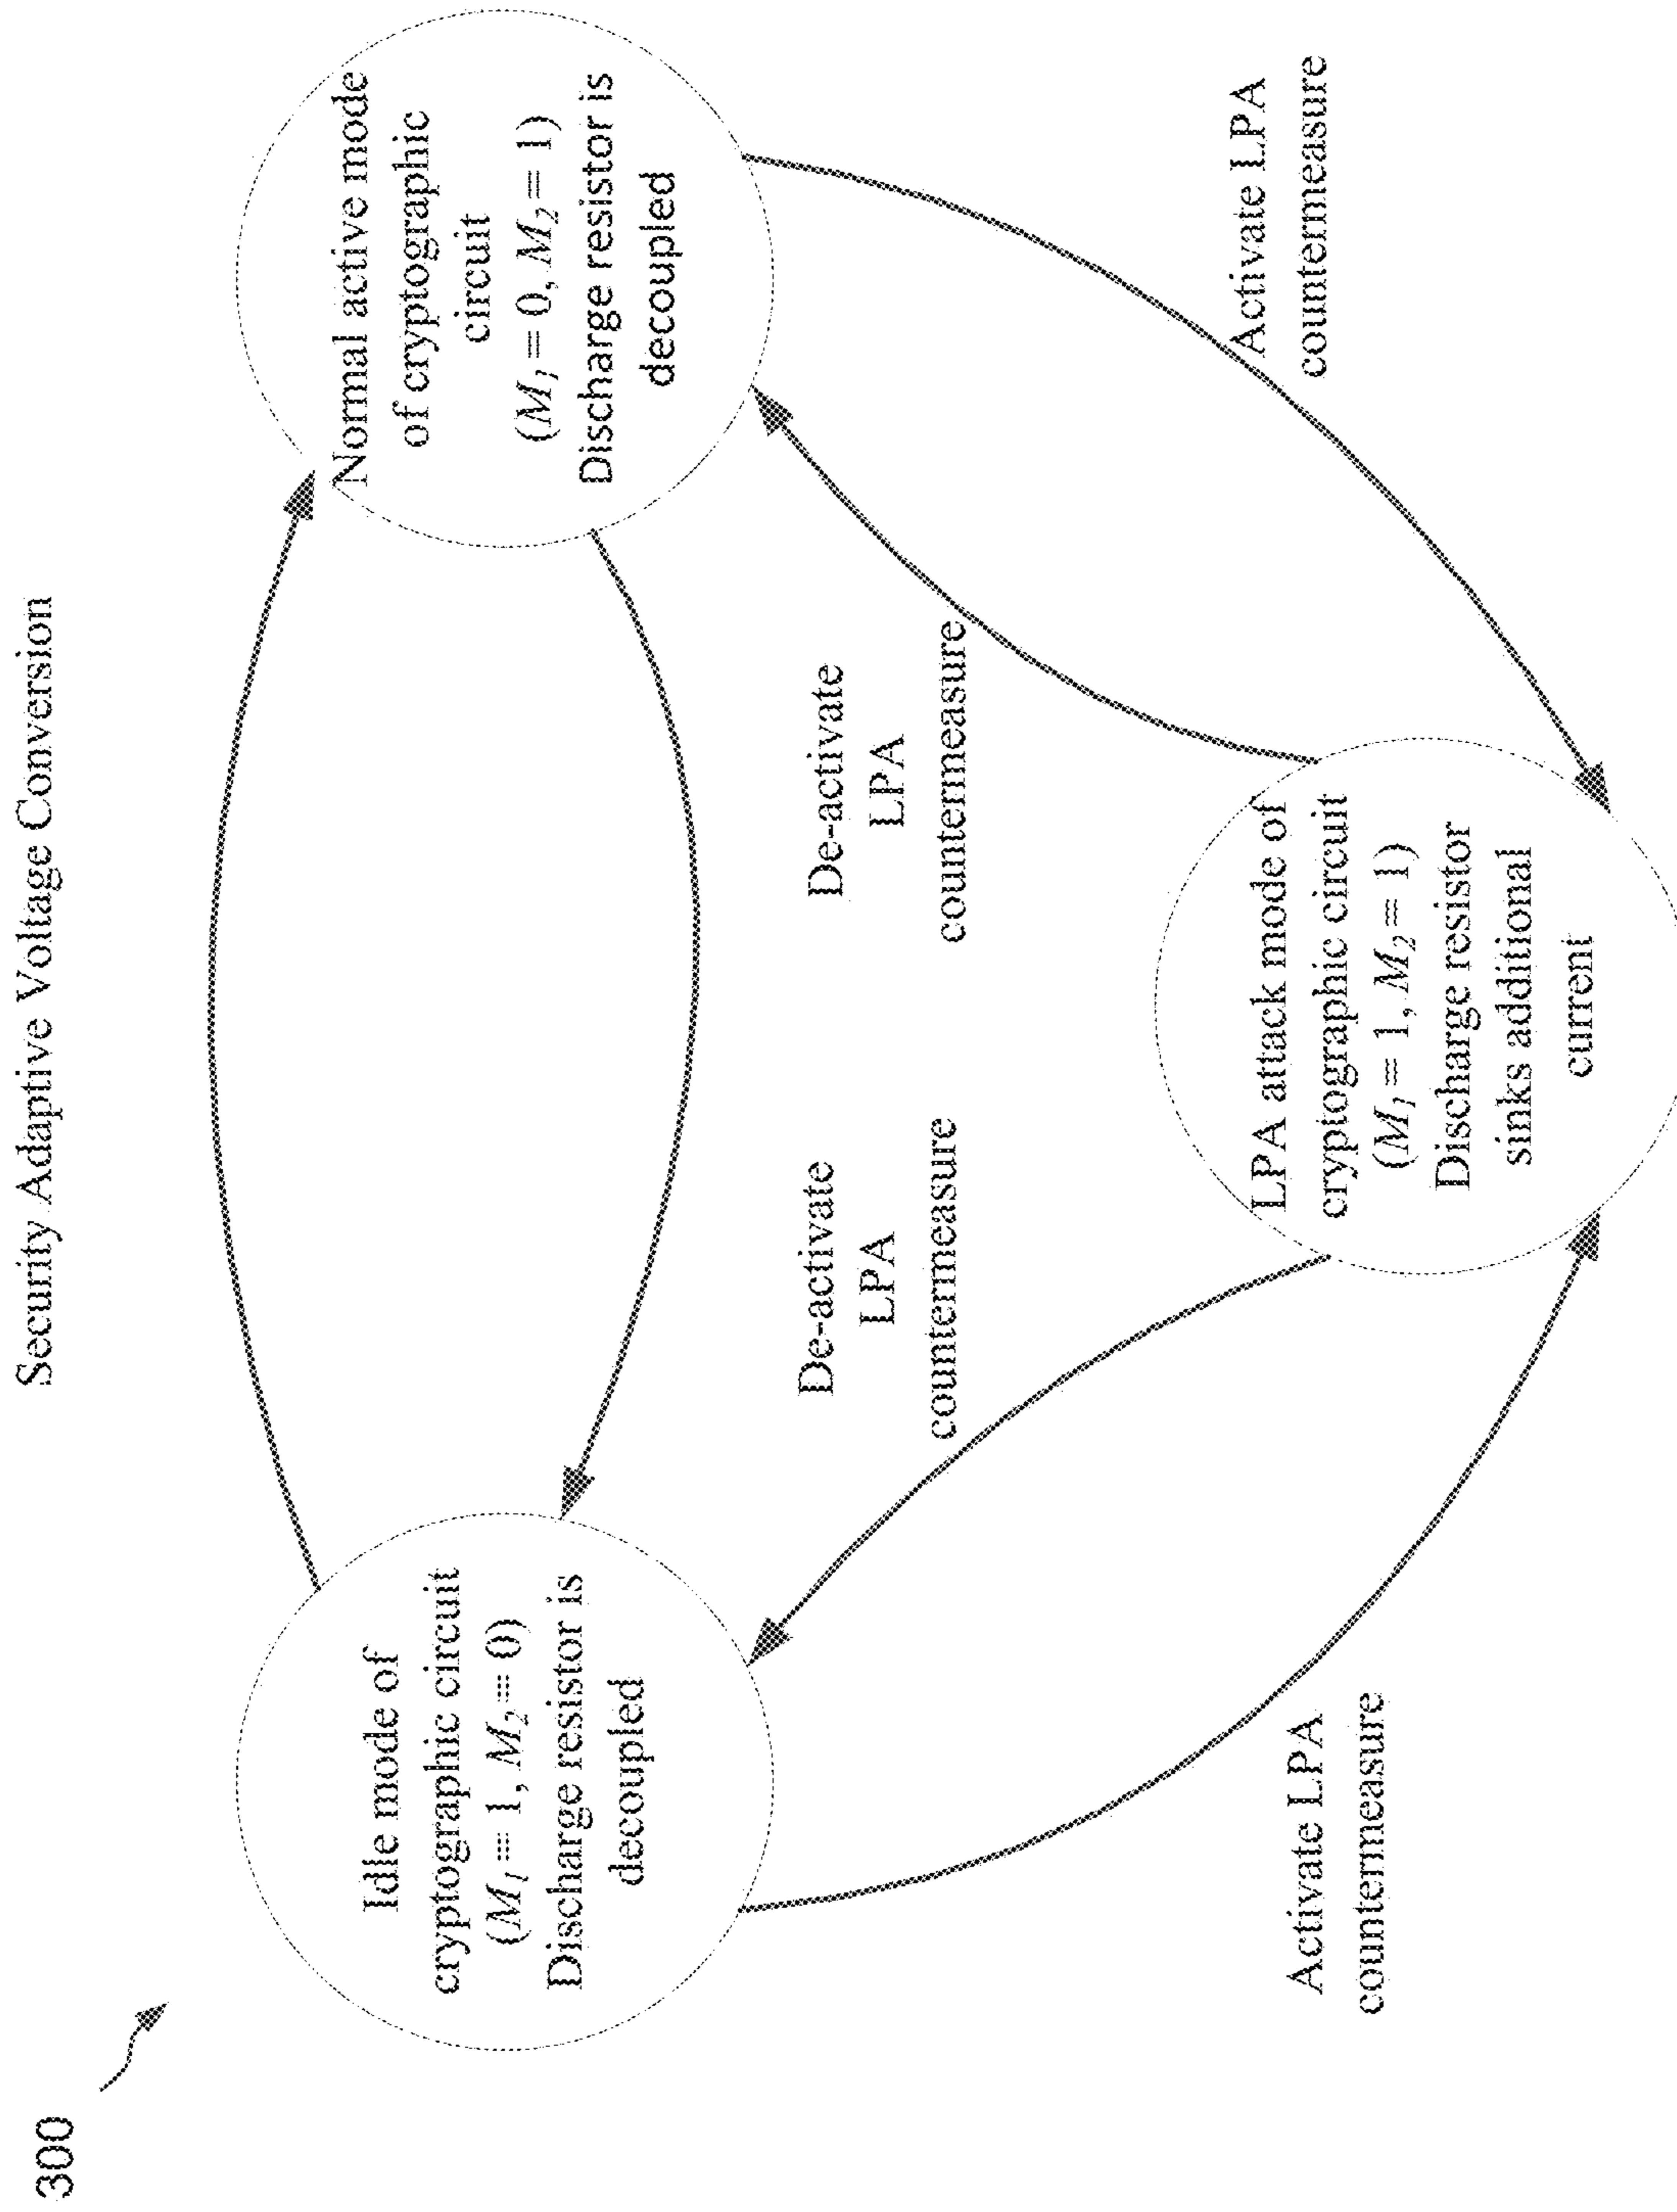 300
Security Adaptive Voltage Conversion
Idle mode of
cryptographic circuit
(M₁ = 1, M₂ = 0)
Discharge resistor is
decoupled
Normal active mode
of cryptographic
circuit
(M₁ = 0, M₂ = 1)
Discharge resistor is
decoupled
De-activate
LPA
countermeasure
De-activate
LPA
countermeasure
LPA attack mode of
cryptographic circuit
(M₁ = 1, M₂ = 1)
Discharge resistor
sinks additional
current
Activate LPA
countermeasure
Activate LPA
countermeasure